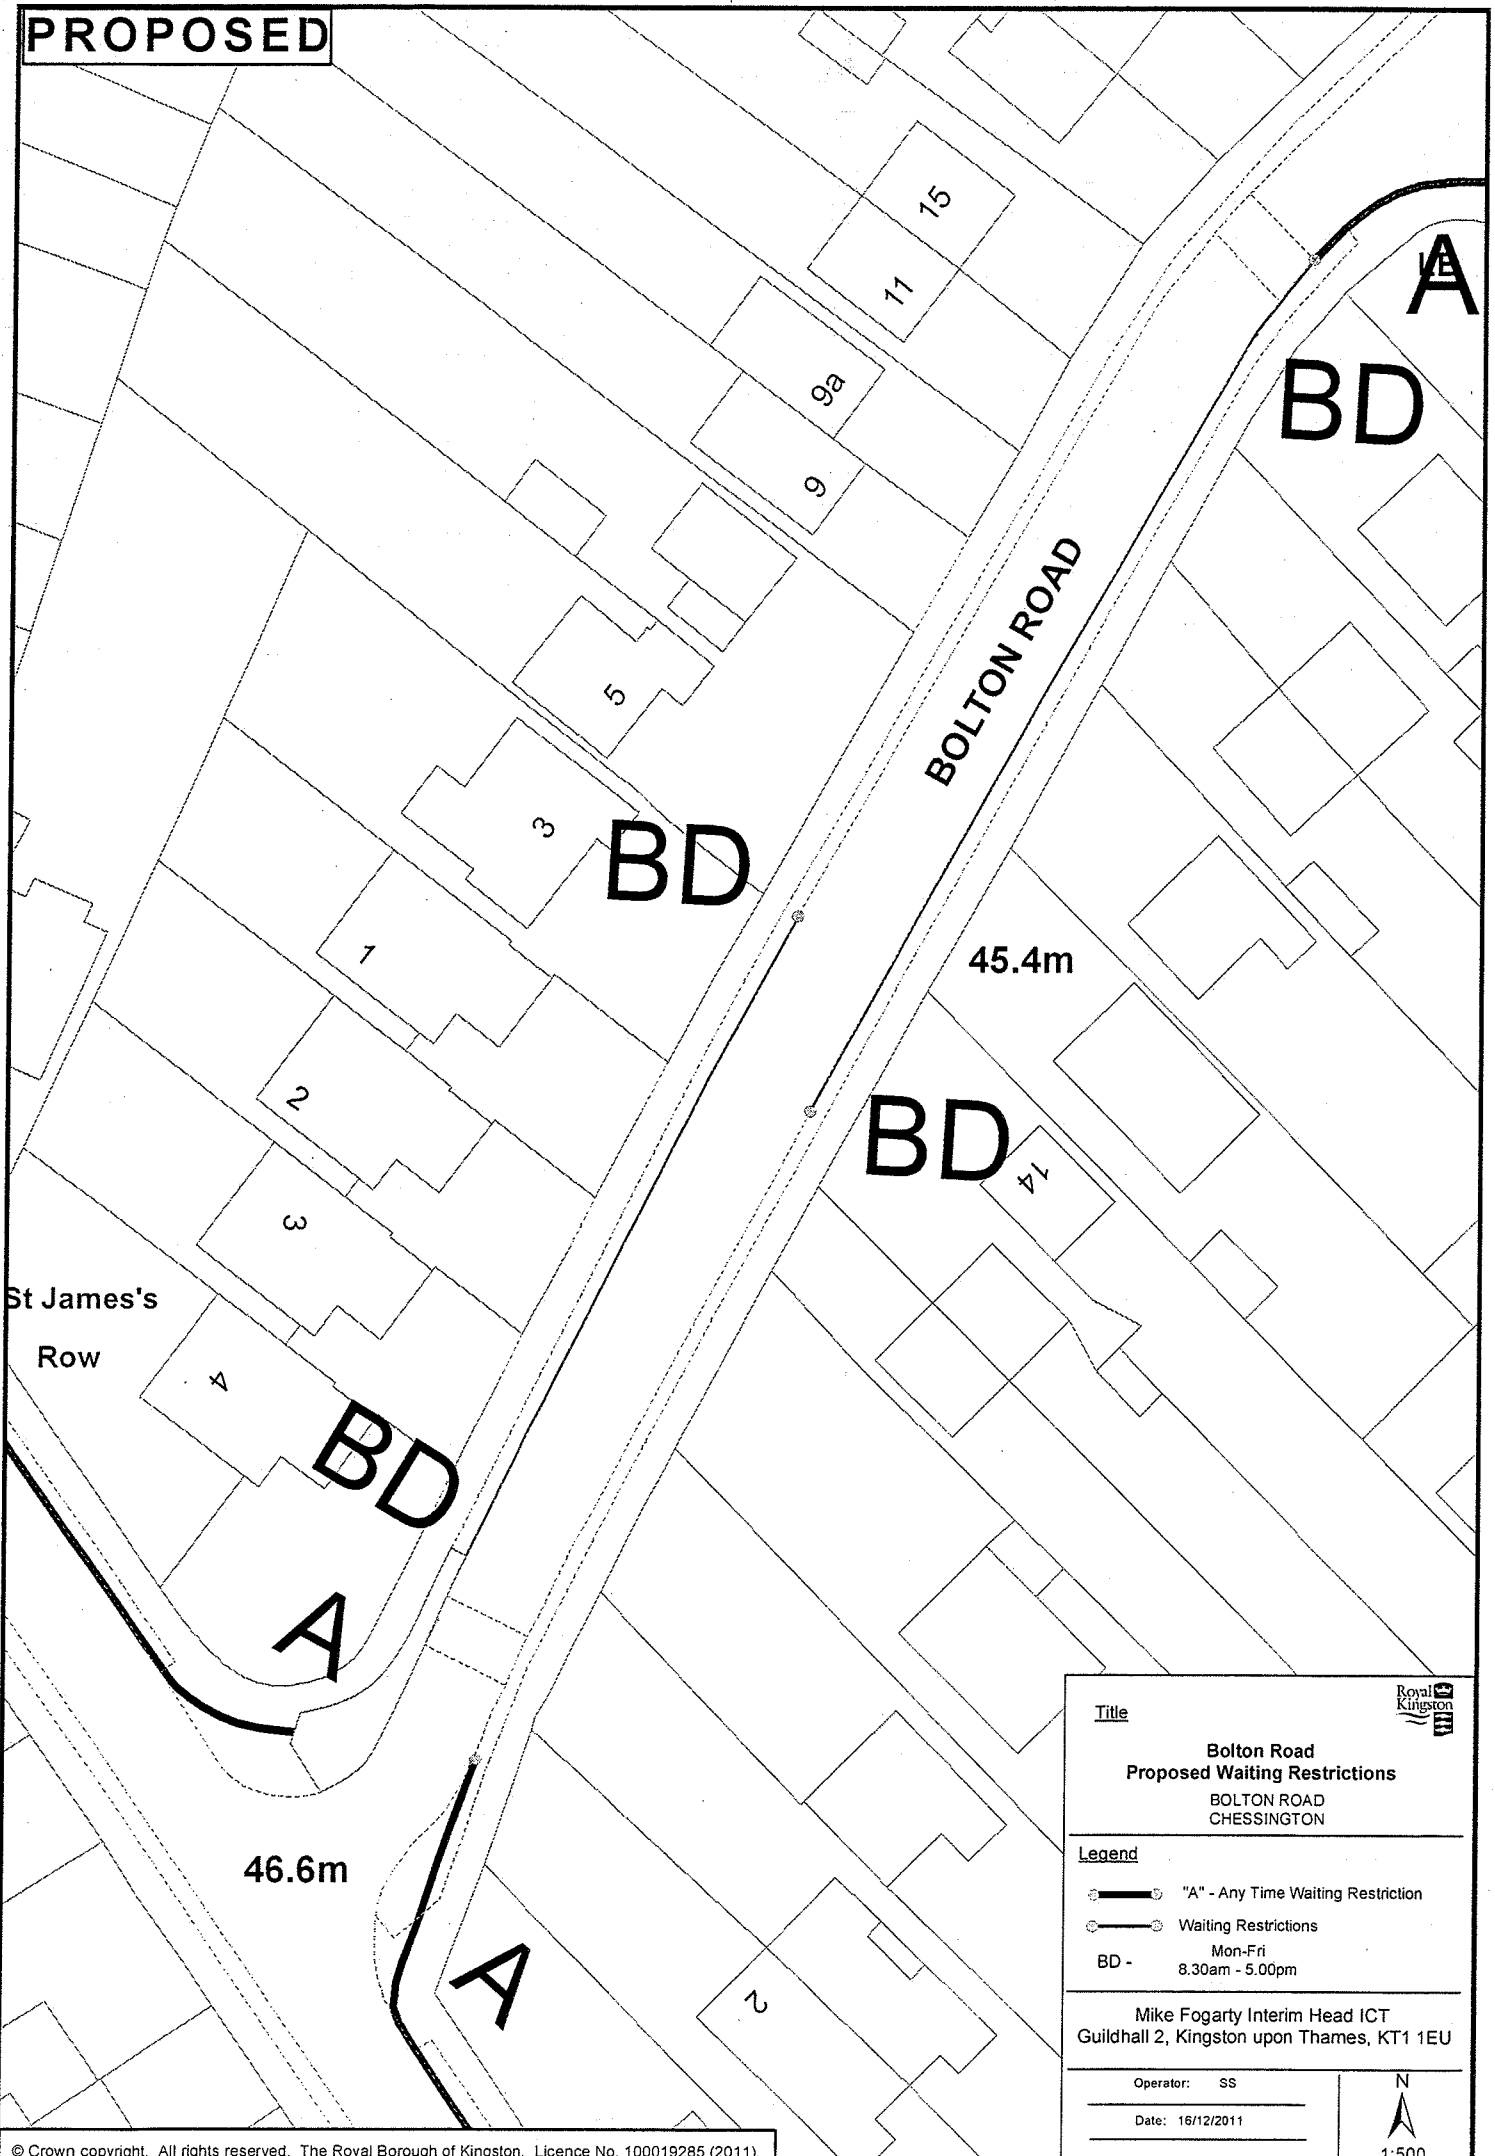 PROPOSED
15
11
A
BD
9a
9
BOLTON ROAD
5
3
BD
45.4m
1
2
BD
14
3
St James's
Row
4
BD
A
46.6m
A
2
Title
Royal
Kingston
Bolton Road
Proposed Waiting Restrictions
BOLTON ROAD
CHESSINGTON
Legend
"A" - Any Time Waiting Restriction
Waiting Restrictions
BD - Mon-Fri
8.30am - 5.00pm
Mike Fogarty Interim Head ICT
Guildhall 2, Kingston upon Thames, KT1 1EU
Operator: SS
Date: 16/12/2011
N
1:500
© Crown copyright. All rights reserved. The Royal Borough of Kingston. Licence No. 100019285 (2011).